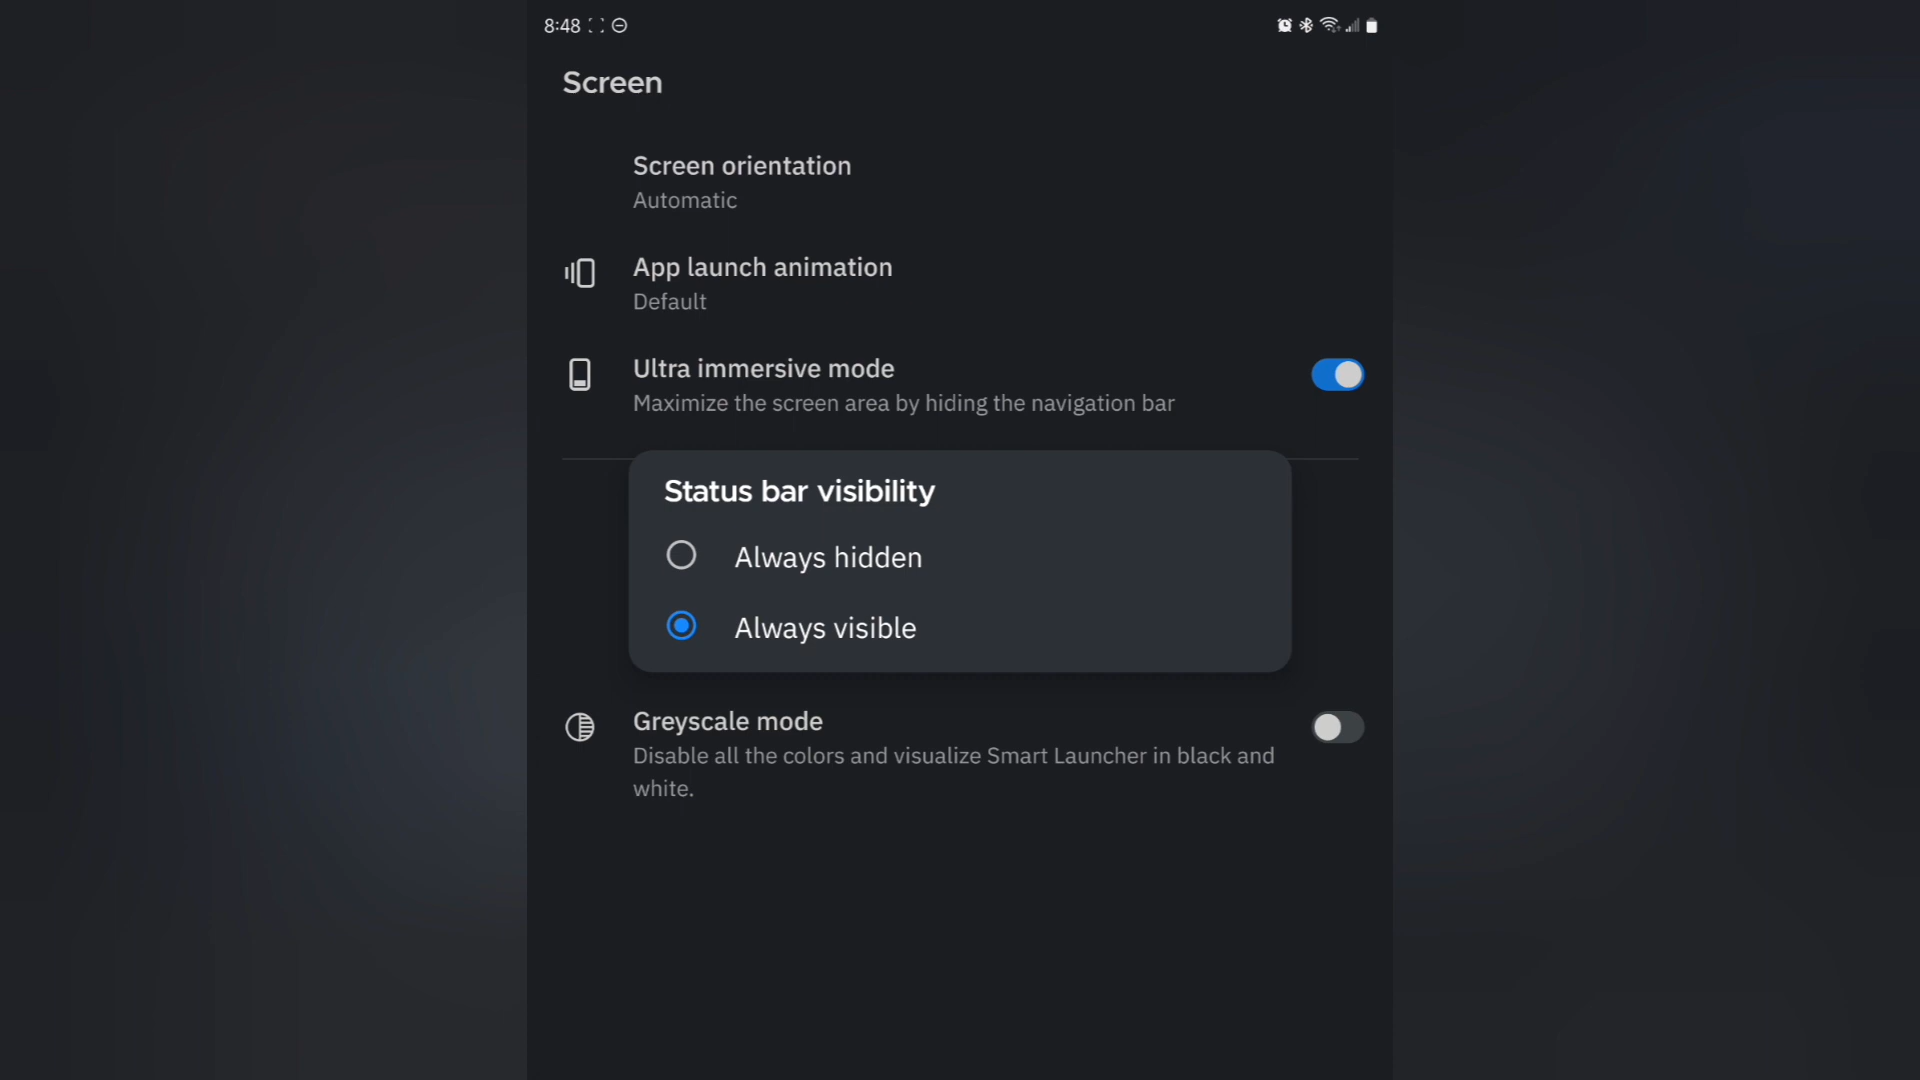 8:48
Screen
Screen orientation
Automatic
App launch animation
Default
Ultra immersive mode
Maximize the screen area by hiding the navigation bar
Status bar visibility
Always hidden
Always visible
Greyscale mode
Disable all the colors and visualize Smart Launcher in black and
white.